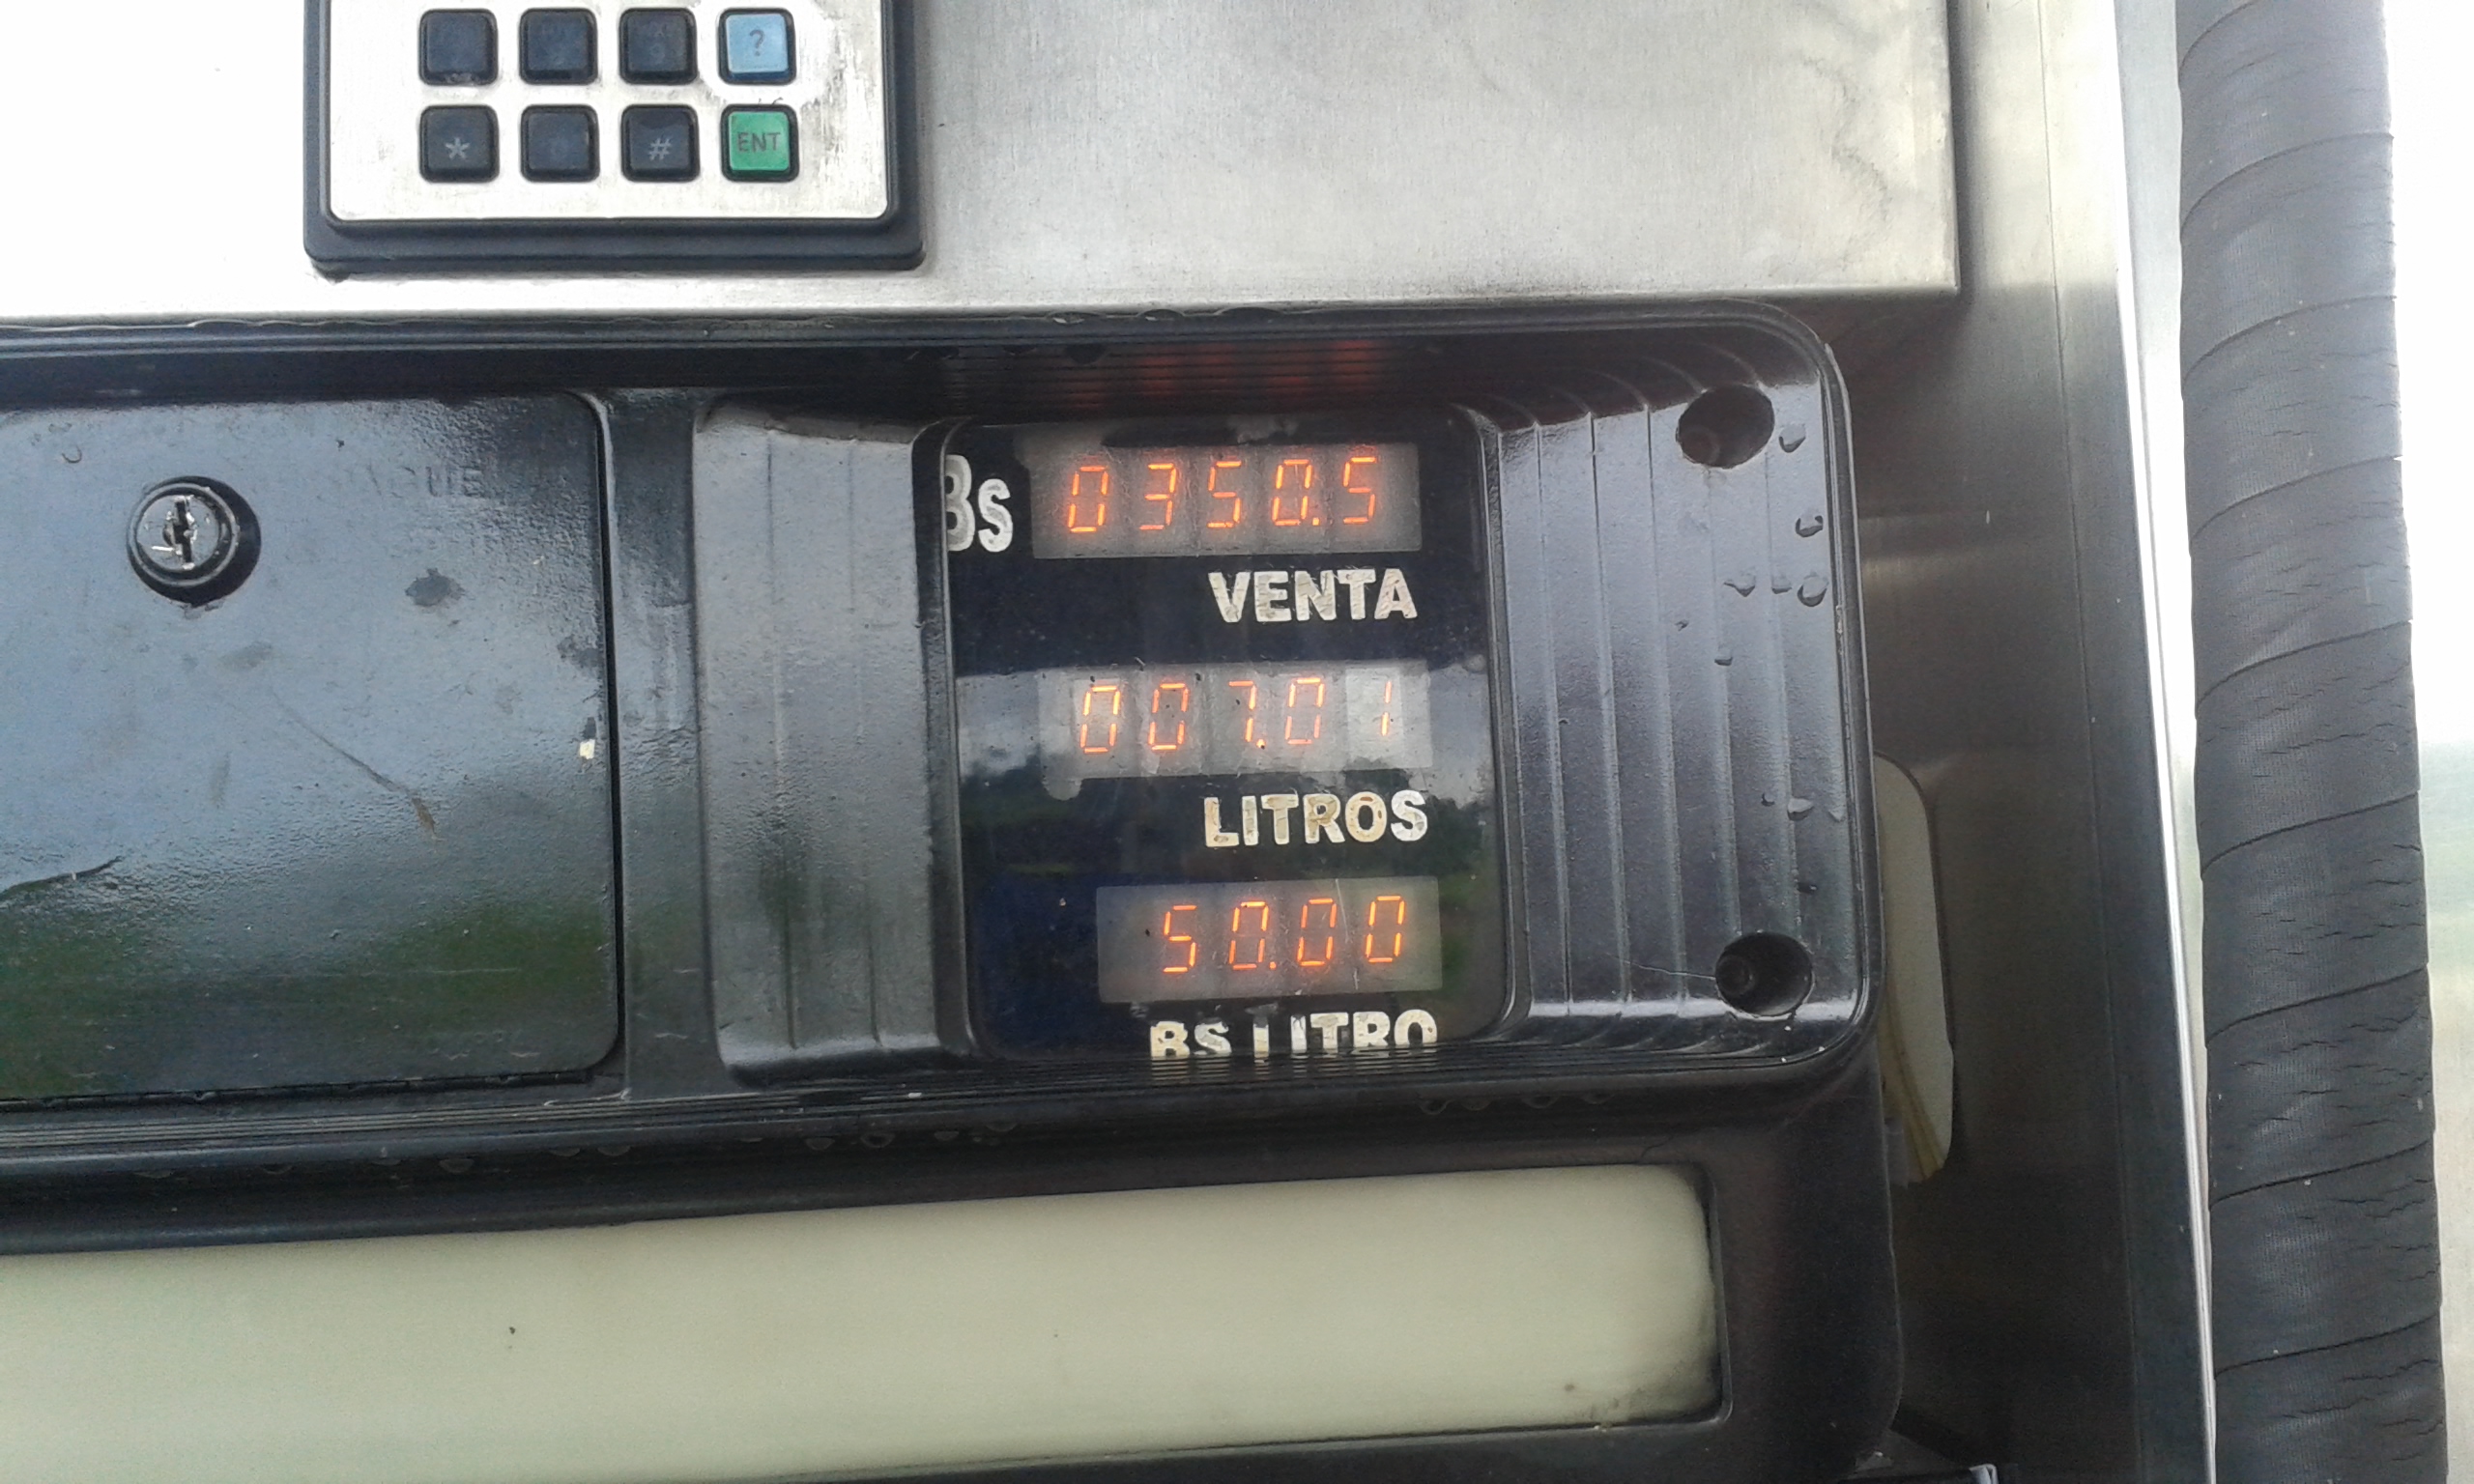 ?
* # ENT
Bs 0350.5
VENTA
007.01
LITROS
50.00
BS LITRO